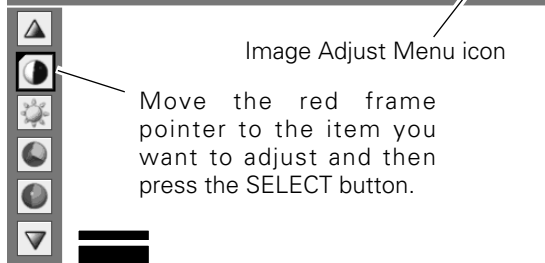 Image Adjust Menu icon
Move the red frame
pointer to the item you
want to adjust and then
press the SELECT button.